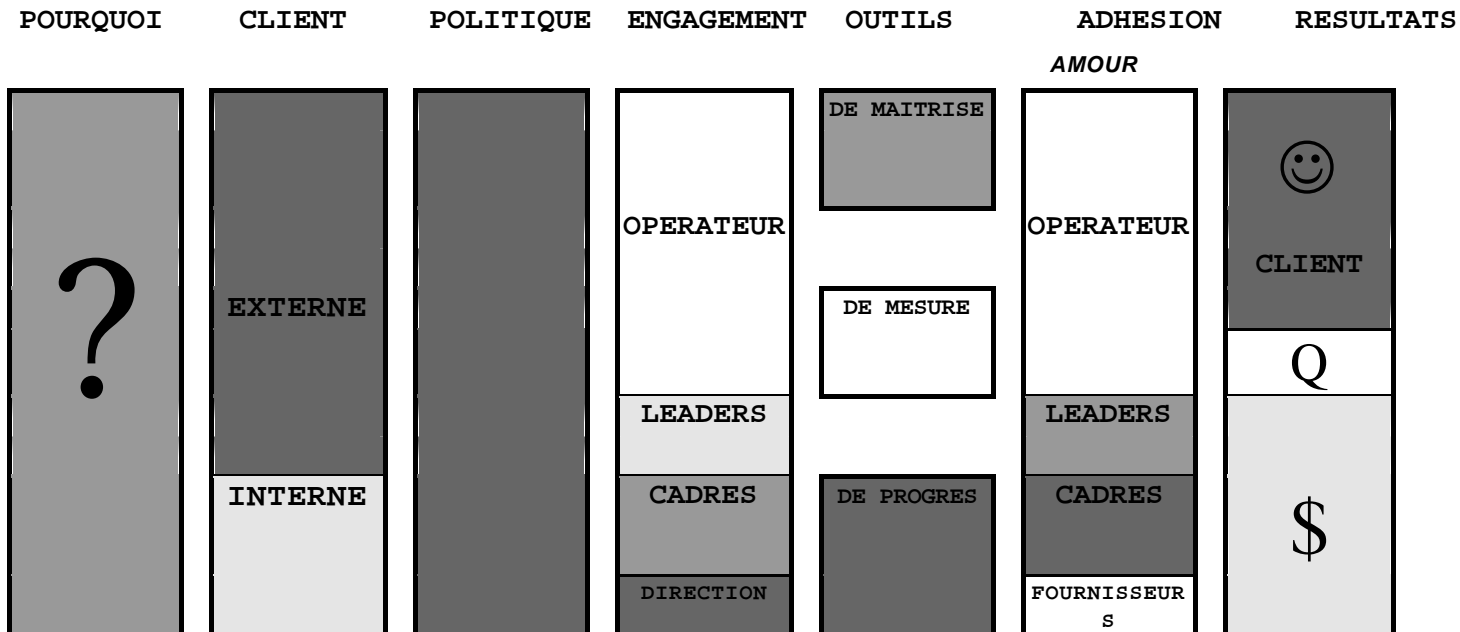 POURQUOI CLIENT POLITIQUE ENGAGEMENT OUTILS ADHESION RESULTATS
AMOUR
?
EXTERNE
INTERNE
OPERATEUR
LEADERS
CADRES
DIRECTION
DE MAITRISE
DE MESURE
DE PROGRES
OPERATEUR
LEADERS
CADRES
FOURNISSEUR
S
☺
CLIENT
Q
$